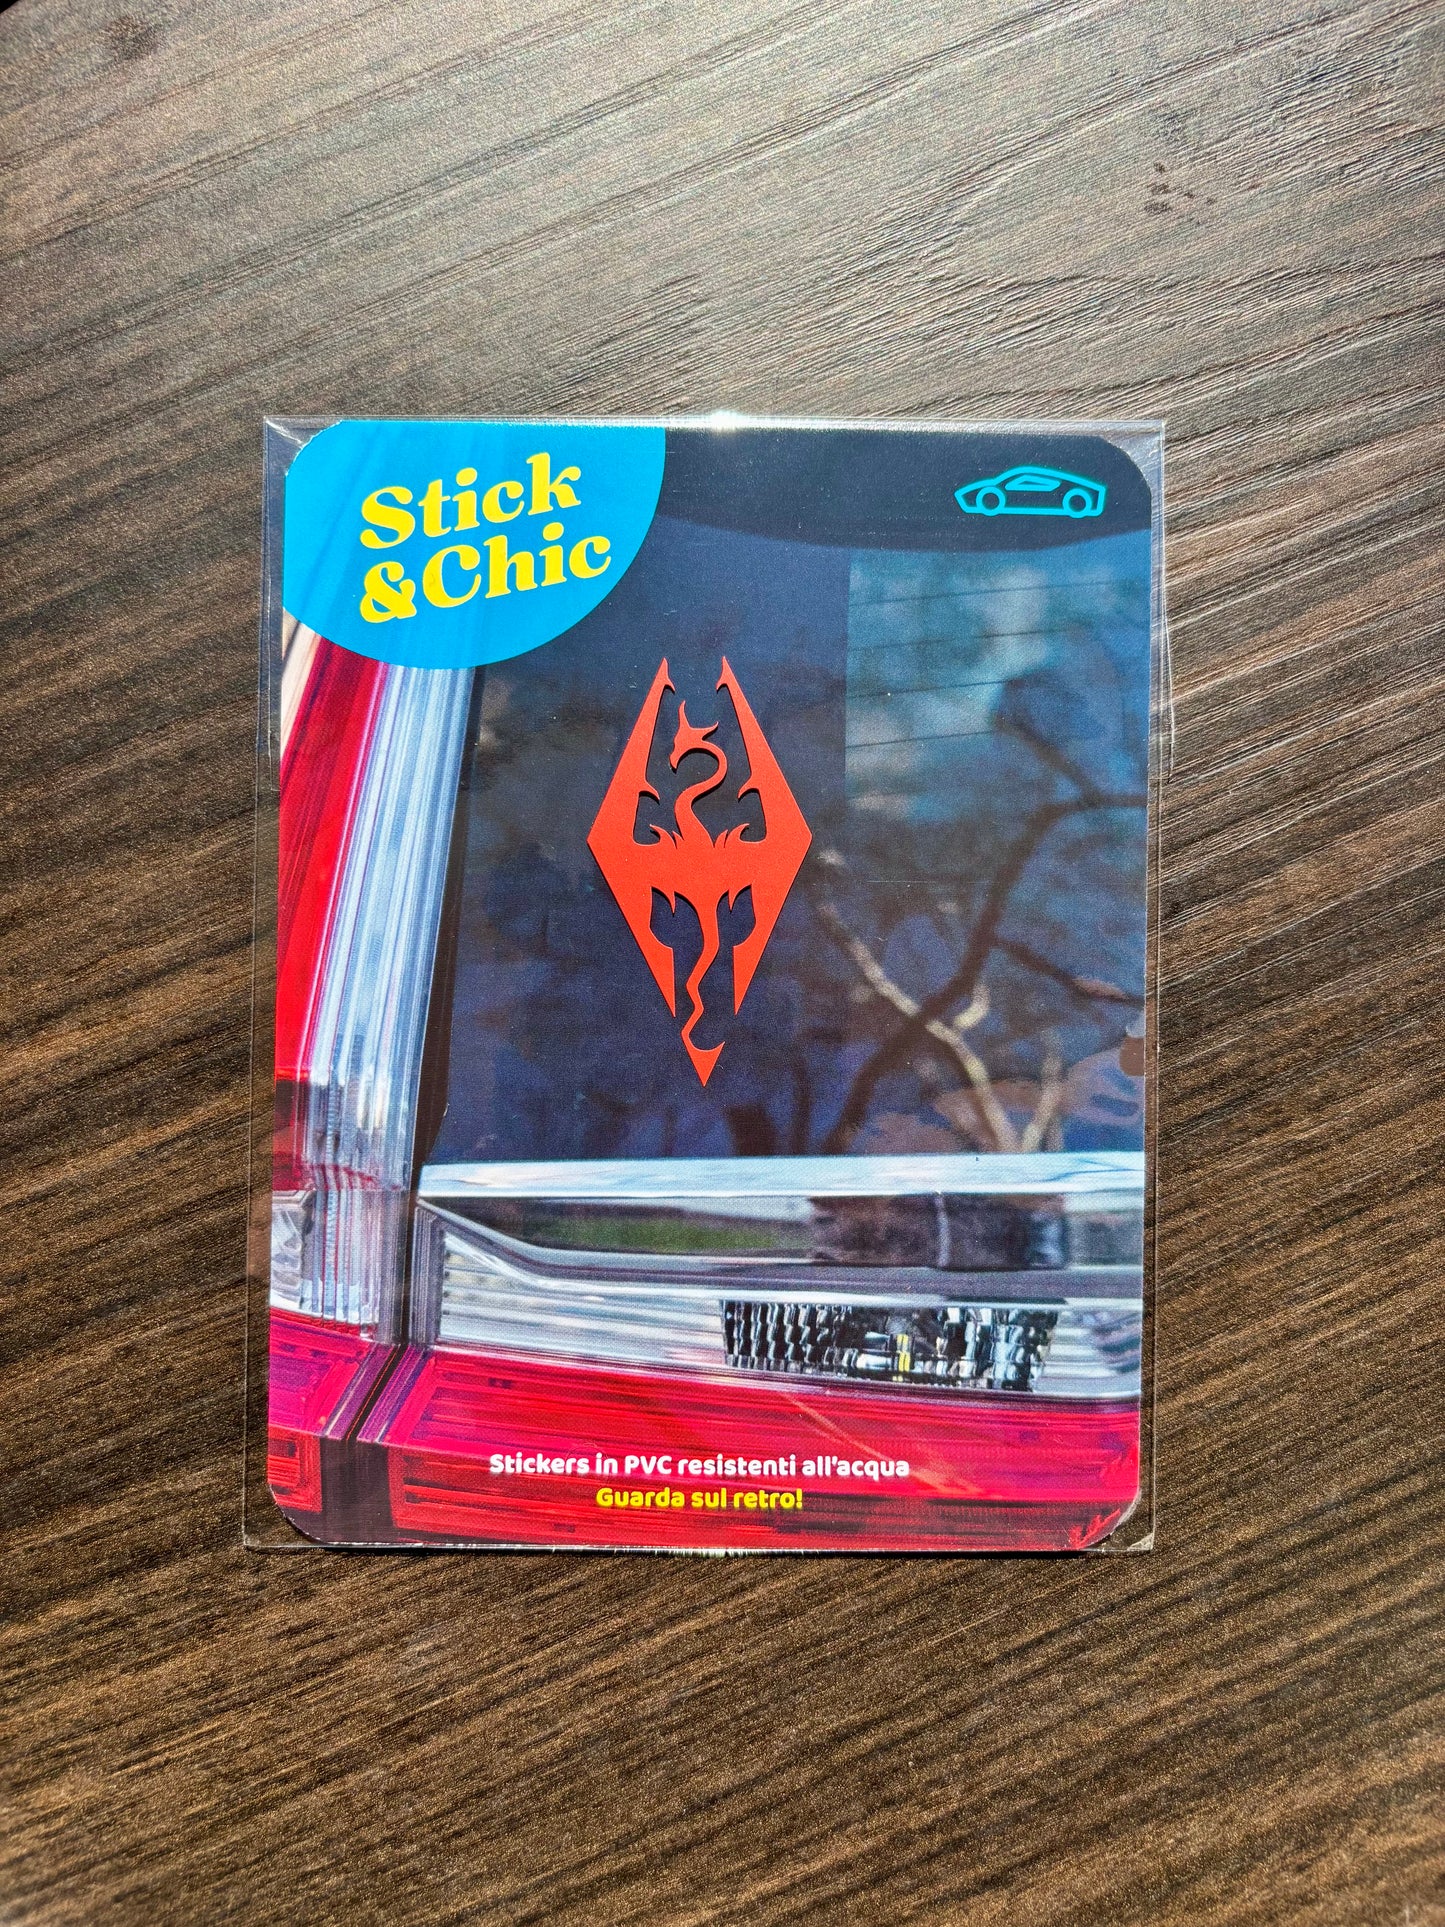 Stick
&Chic
Stickers in PVC resistenti all'acqua
Guarda sul retro!